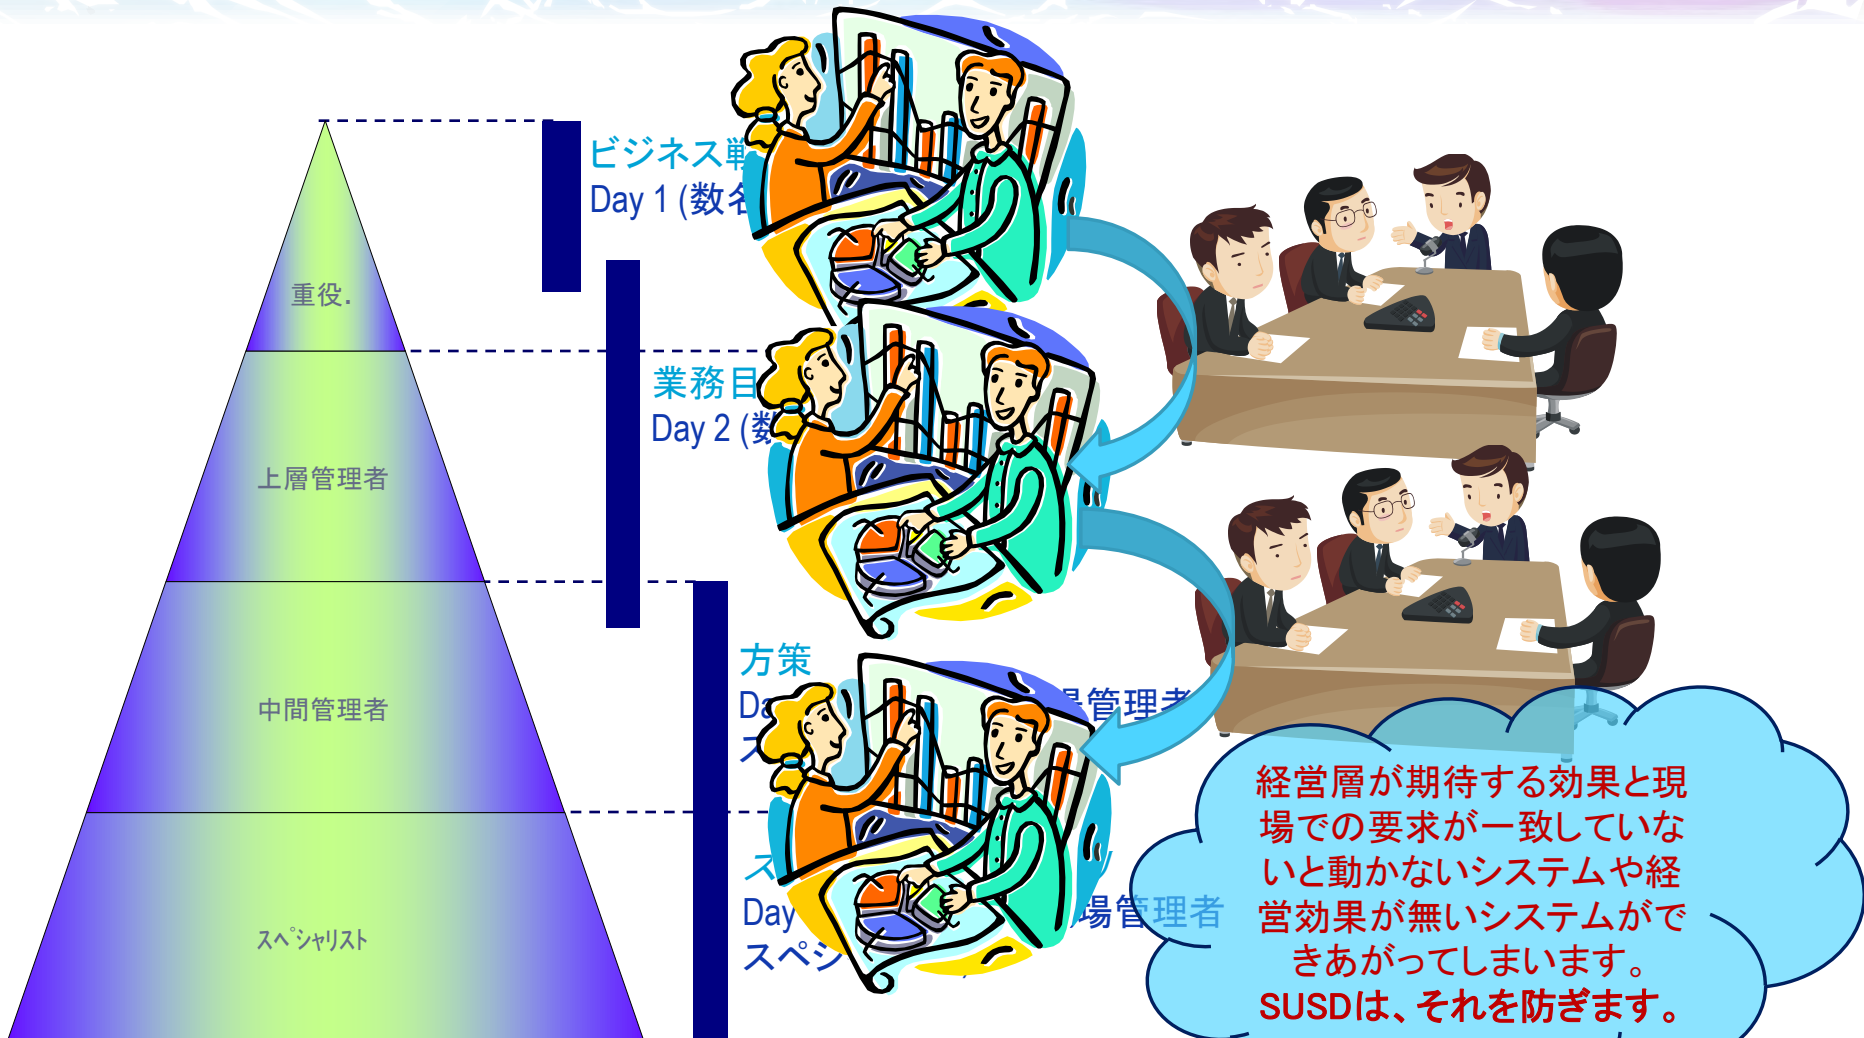 ビジネス
Day 1 (数名
重役.
業務目
Day 2 (数
上層管理者
方策
管理者
中間管理者
Day
場管理者
スペシ
スペシャリスト
経営層が期待する効果と現
場での要求が一致していな
いと動かないシステムや経
営効果が無いシステムがで
きあがってしまいます。
SUSDは、それを防ぎます。